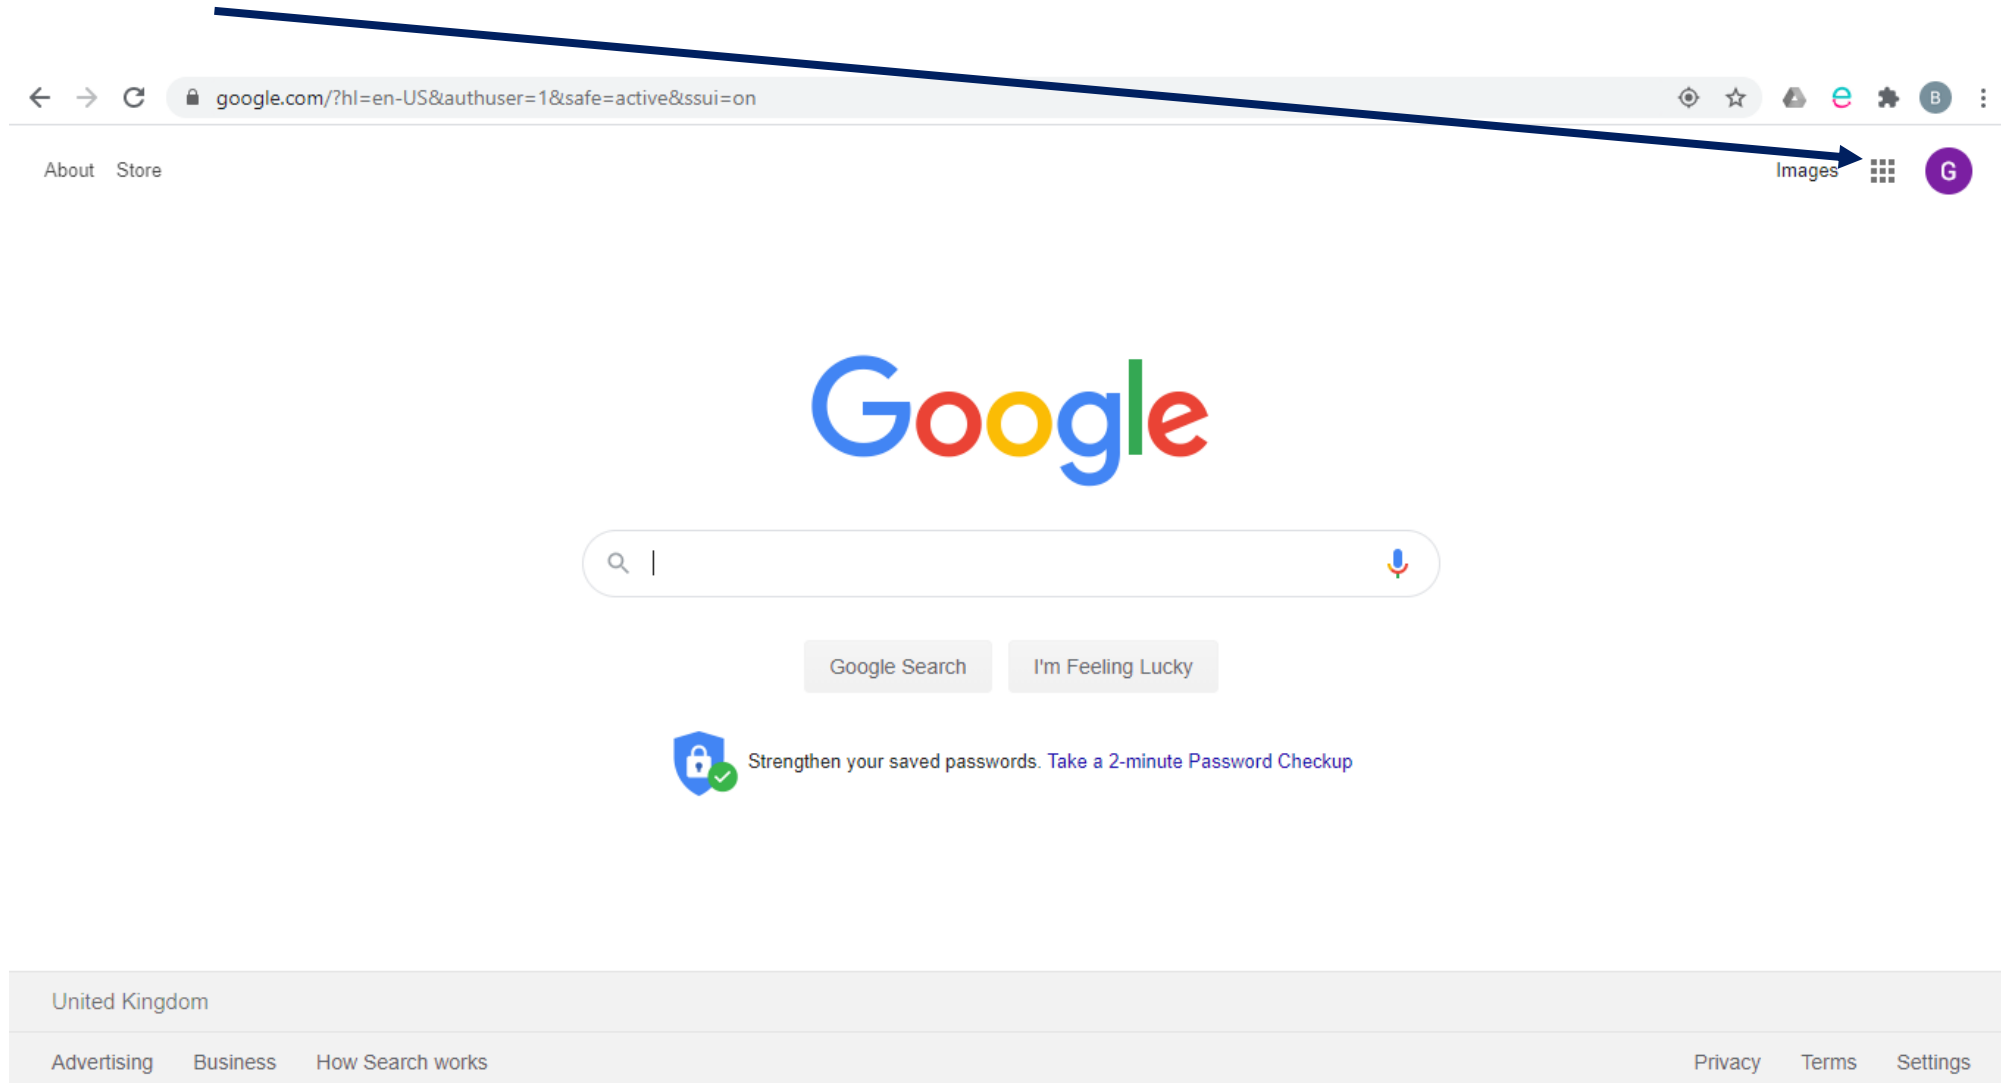 google.com/?hl=en-US&authuser=1&safe=active&ssui=on
B
About Store
Images
G
Google
Google Search I'm Feeling Lucky
Strengthen your saved passwords. Take a 2-minute Password Checkup
United Kingdom
Advertising Business How Search works
Privacy Terms Settings